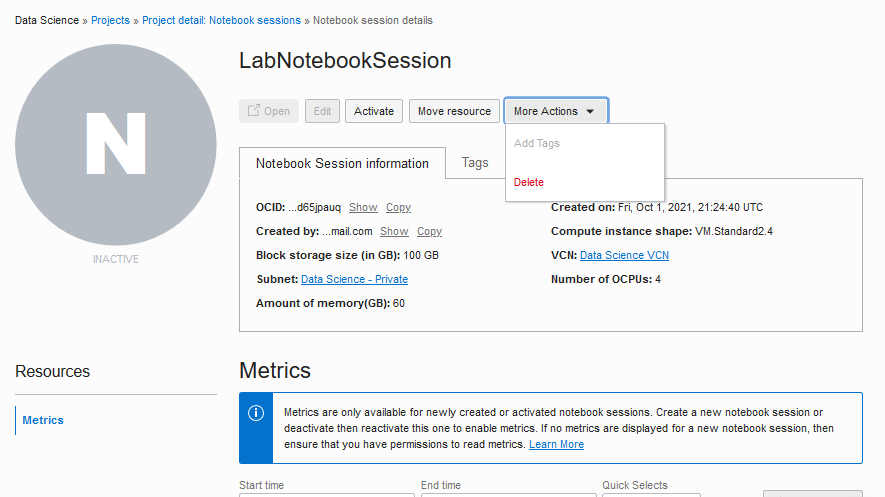 Data Science » Projects » Project detail: Notebook sessions » Notebook session details
N
INACTIVE
LabNotebookSession
Open Edit Activate Move resource More Actions
Add Tags
Delete
Notebook Session information Tags
OCID: ...d65jpauq Show Copy
Created by: ...mail.com Show Copy
Block storage size (in GB): 100 GB
Subnet: Data Science - Private
Amount of memory(GB): 60
Created on: Fri, Oct 1, 2021, 21:24:40 UTC
Compute instance shape: VM.Standard2.4
VCN: Data Science VCN
Number of OCPUs: 4
Resources
Metrics
Metrics
Metrics are only available for newly created or activated notebook sessions. Create a new notebook session or
deactivate then reactivate this one to enable metrics. If no metrics are displayed for a new notebook session, then
ensure that you have permissions to read metrics. Learn More
Start time End time Quick Selects